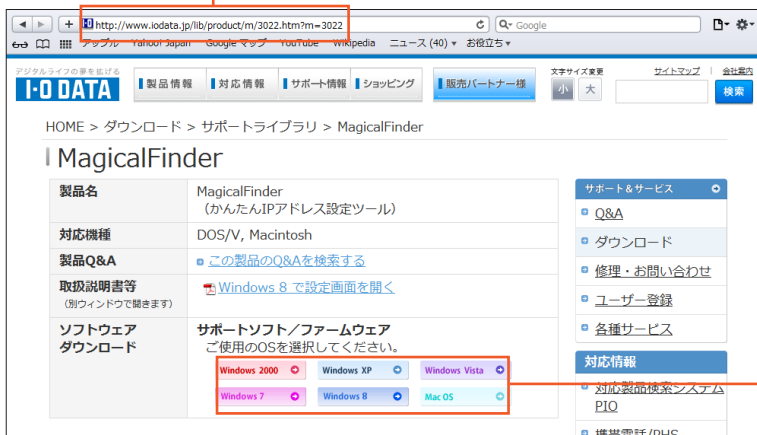 http://www.iodata.jp/lib/product/m/3022.htm?m=3022
Google
アップル Yahoo! Japan Google マップ YouTube Wikipedia ニュース (40) お役立ち
デジタルライフの夢を拡げる
I-O DATA
製品情報 対応情報 サポート情報 ショッピング 販売パートナー様
文字サイズ変更 サイトマップ | 会社案内
小 大 検索
HOME > ダウンロード > サポートライブラリ > MagicalFinder
MagicalFinder
製品名 MagicalFinder
(かんたんIPアドレス設定ツール)
対応機種 DOS/V, Macintosh
製品Q&A この製品のQ&Aを検索する
取扱説明書等 Windows 8 で設定画面を開く
(別ウィンドウで開きます)
ソフトウェア サポートソフト/ファームウェア
ダウンロード ご使用のOSを選択してください。
Windows 2000 Windows XP Windows Vista
Windows 7 Windows 8 Mac OS
サポート&サービス
Q&A
ダウンロード
修理・お問い合わせ
ユーザー登録
各種サービス
対応情報
対応製品検索システム
PIO
携帯電話/PHS